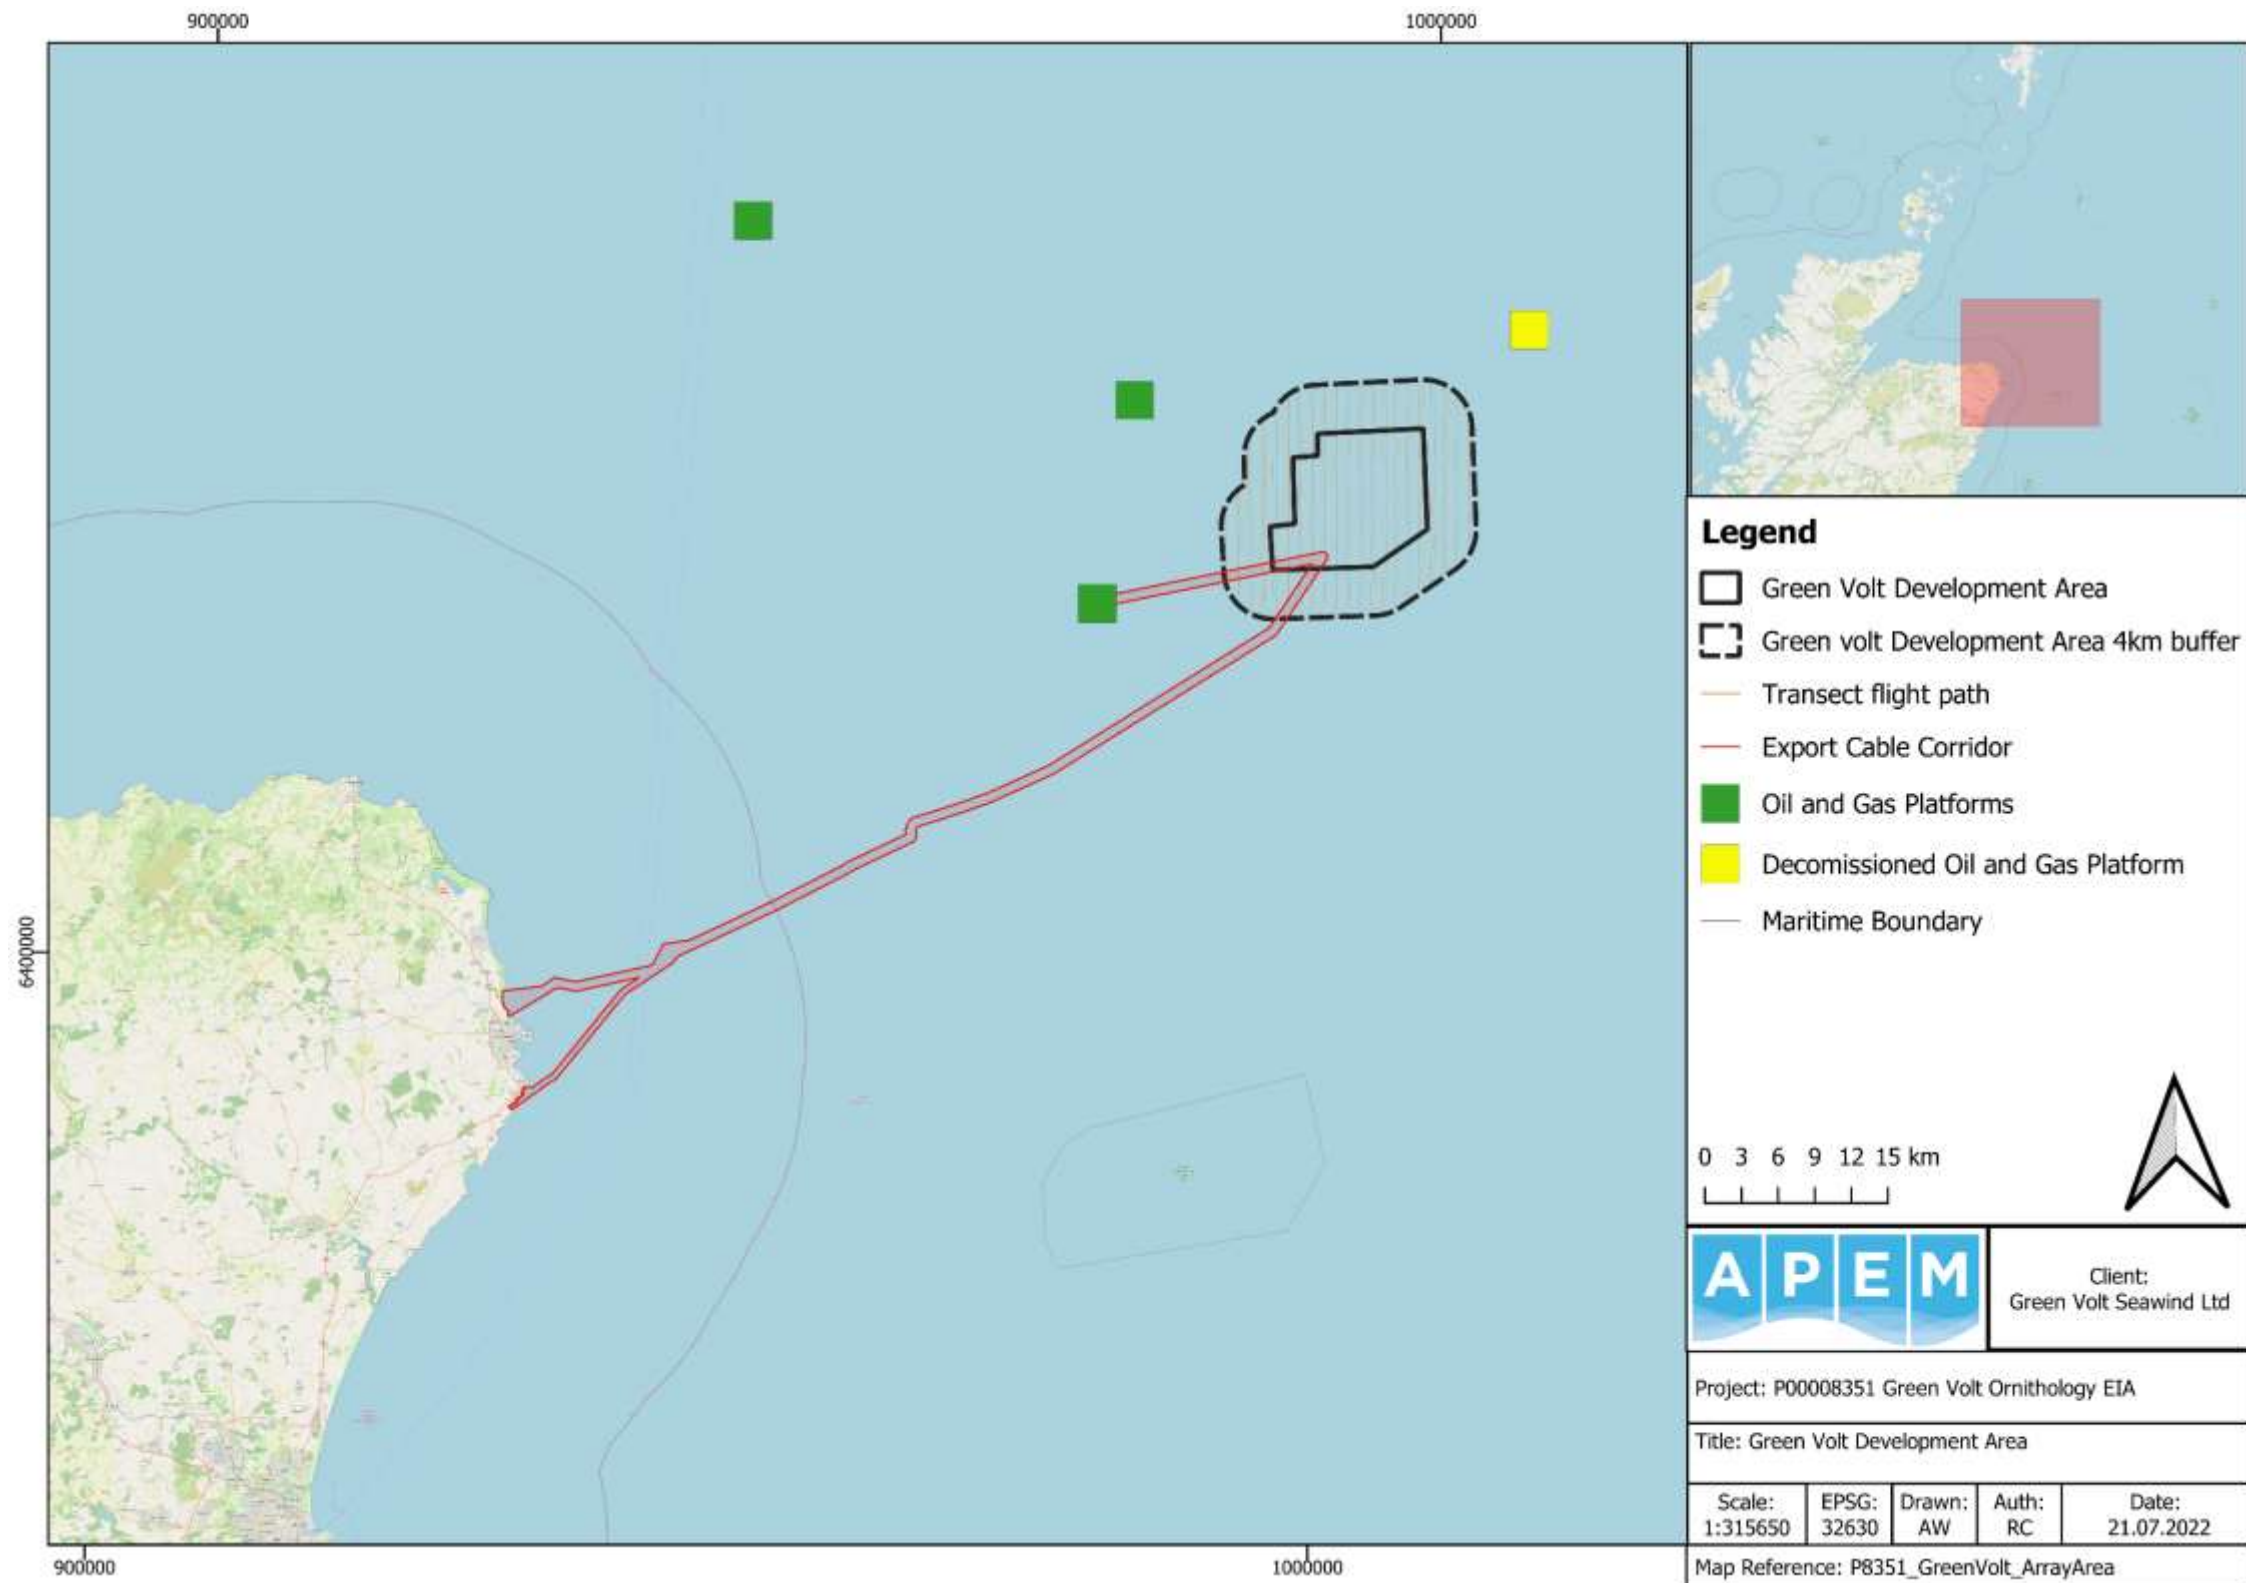 900000
1000000
6400000
900000
1000000
Legend
Green Volt Development Area
Green volt Development Area 4km buffer
Transect flight path
Export Cable Corridor
Oil and Gas Platforms
Decomissioned Oil and Gas Platform
Maritime Boundary
0 3 6 9 12 15 km
APEM
Client:
Green Volt Seawind Ltd
Project: P00008351 Green Volt Ornithology EIA
Title: Green Volt Development Area
Scale:
1:315650
EPSG:
32630
Drawn:
AW
Auth:
RC
Date:
21.07.2022
Map Reference: P8351_GreenVolt_ArrayArea